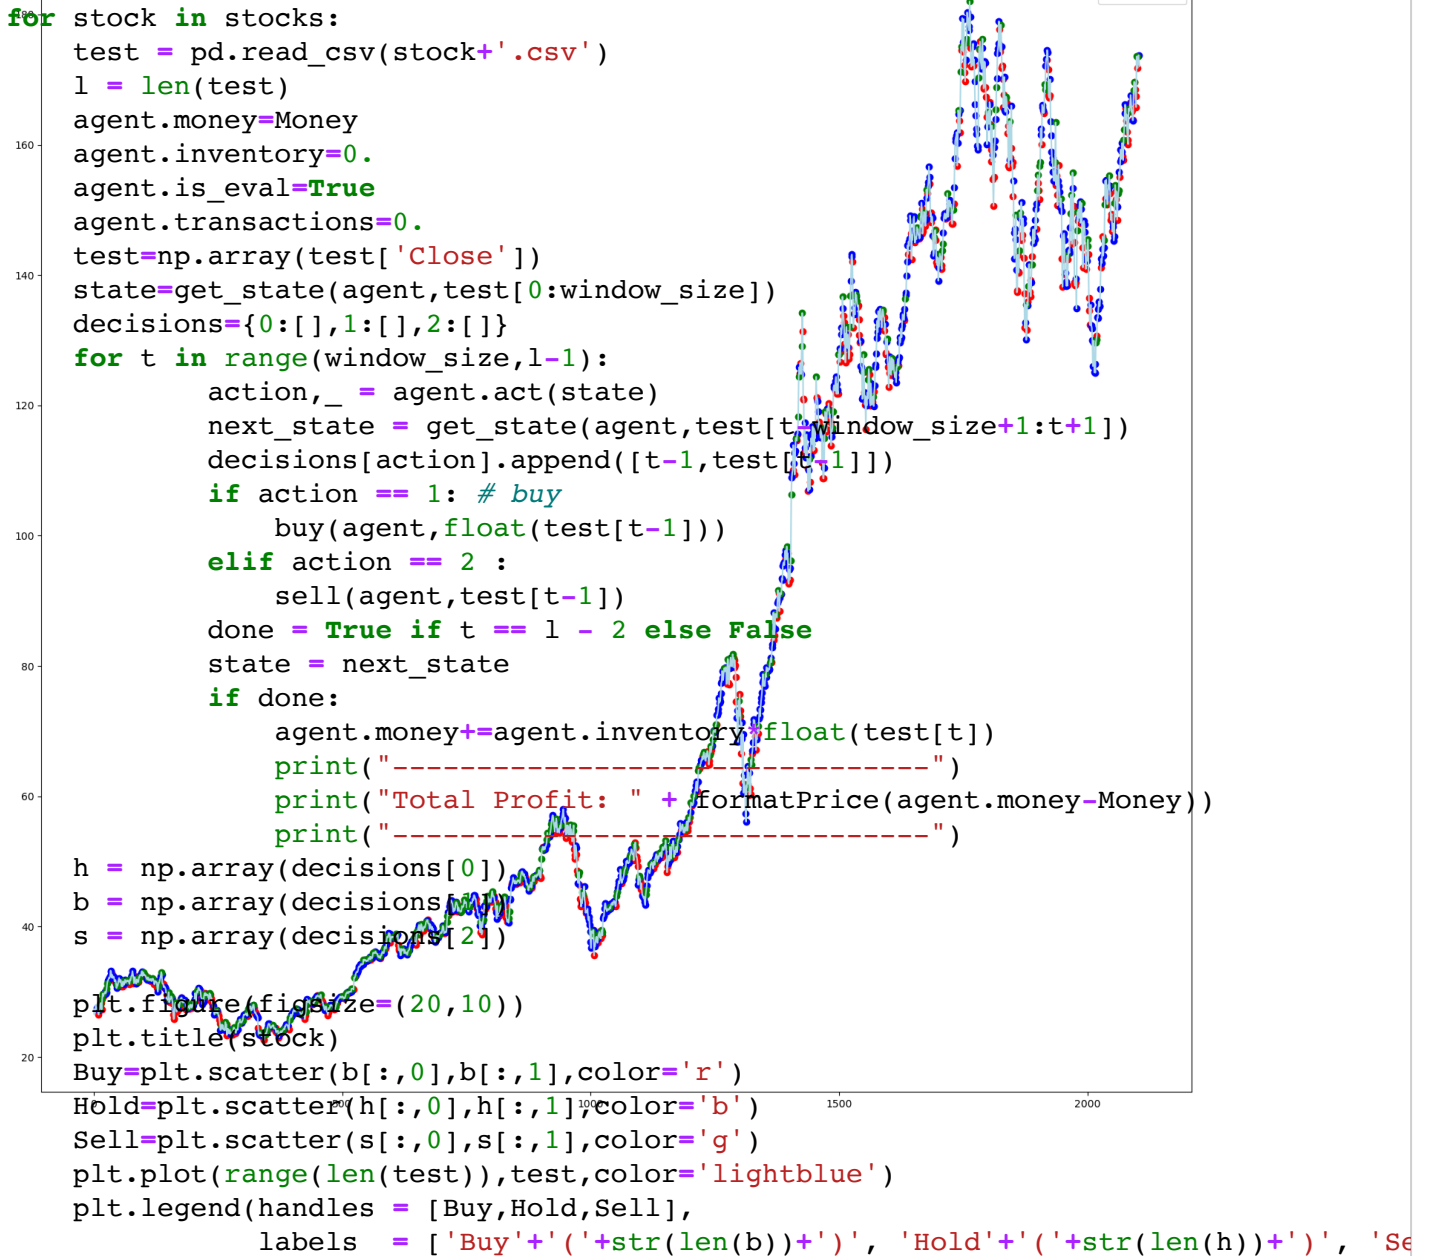 for stock in stocks:
    test = pd.read_csv(stock+'.csv')
    l = len(test)
    agent.money=Money
    agent.inventory=0.
    agent.is_eval=True
    agent.transactions=0.
    test=np.array(test['Close'])
    state=get_state(agent,test[0:window_size])
    decisions={0:[],1:[],2:[]}
    for t in range(window_size,l-1):
            action,_ = agent.act(state)
            next_state = get_state(agent,test[t-window_size+1:t+1])
            decisions[action].append([t-1,test[t-1]])
            if action == 1: # buy
                buy(agent,float(test[t-1]))
            elif action == 2 :
                sell(agent,test[t-1])
            done = True if t == l - 2 else False
            state = next_state
            if done:
                agent.money+=agent.inventory*float(test[t])
                print("--------------------------------")
                print("Total Profit: " + formatPrice(agent.money-Money))
                print("--------------------------------")
    h = np.array(decisions[0])
    b = np.array(decisions[1])
    s = np.array(decisions[2])
    plt.figure(figsize=(20,10))
    plt.title(stock)
    Buy=plt.scatter(b[:,0],b[:,1],color='r')
    Hold=plt.scatter(h[:,0],h[:,1],color='b')
    Sell=plt.scatter(s[:,0],s[:,1],color='g')
    plt.plot(range(len(test)),test,color='lightblue')
    plt.legend(handles = [Buy,Hold,Sell],
               labels  = ['Buy'+'('+str(len(b))+')', 'Hold'+'('+str(len(h))+')', 'Se
180
160
140
120
100
80
60
40
20
0 500 1000 1500 2000